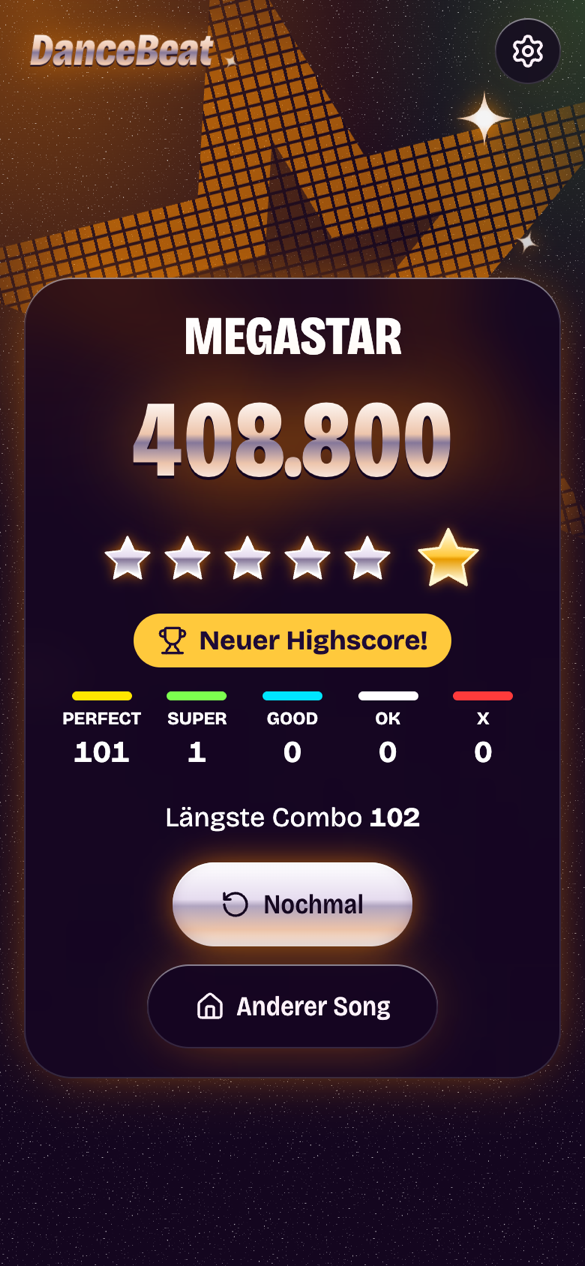 DanceBeat
MEGASTAR
408.800
Neuer Highscore!
PERFECT SUPER GOOD OK X
101 1 0 0 0
Längste Combo 102
Nochmal
Anderer Song